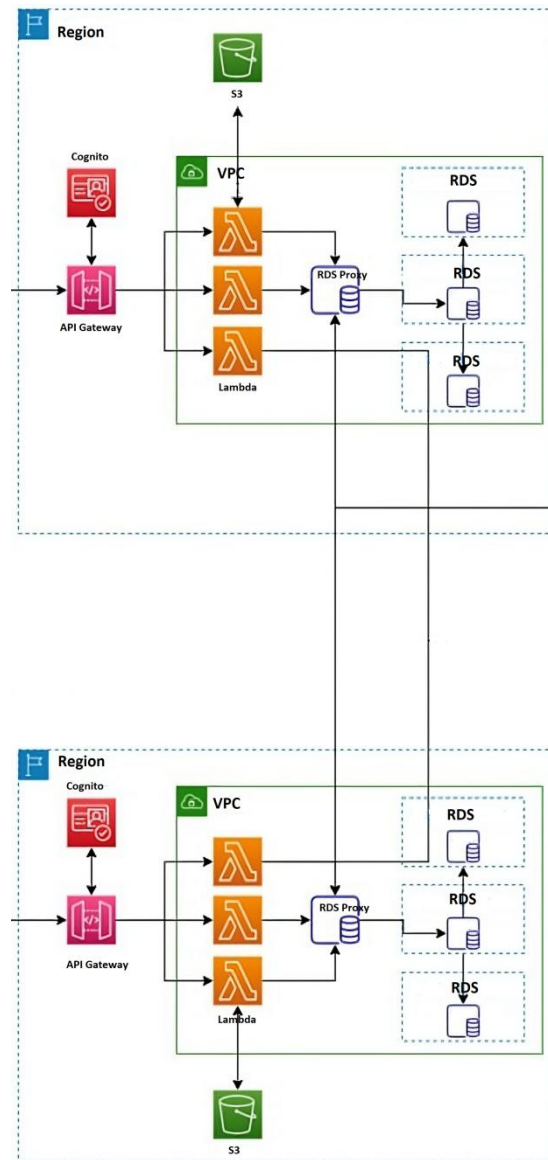 Region
S3
Cognito
VPC
RDS
RDS Proxy
RDS
API Gateway
RDS
Lambda
Region
Cognito
VPC
RDS
RDS Proxy
RDS
API Gateway
RDS
Lambda
S3